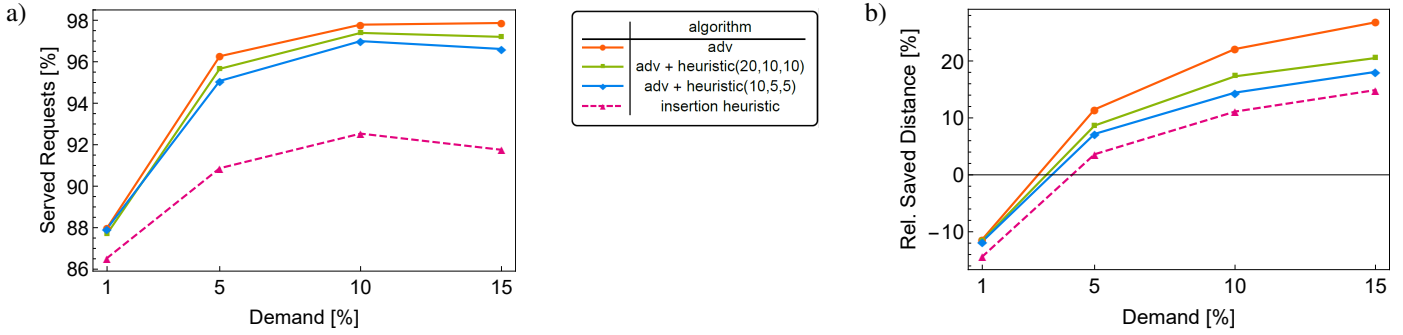 a)
Served Requests [%]
98
96
94
92
90
88
86
1 5 10 15
Demand [%]
algorithm
adv
adv + heuristic(20,10,10)
adv + heuristic(10,5,5)
insertion heuristic
b)
Rel. Saved Distance [%]
20
10
0
−10
1 5 10 15
Demand [%]